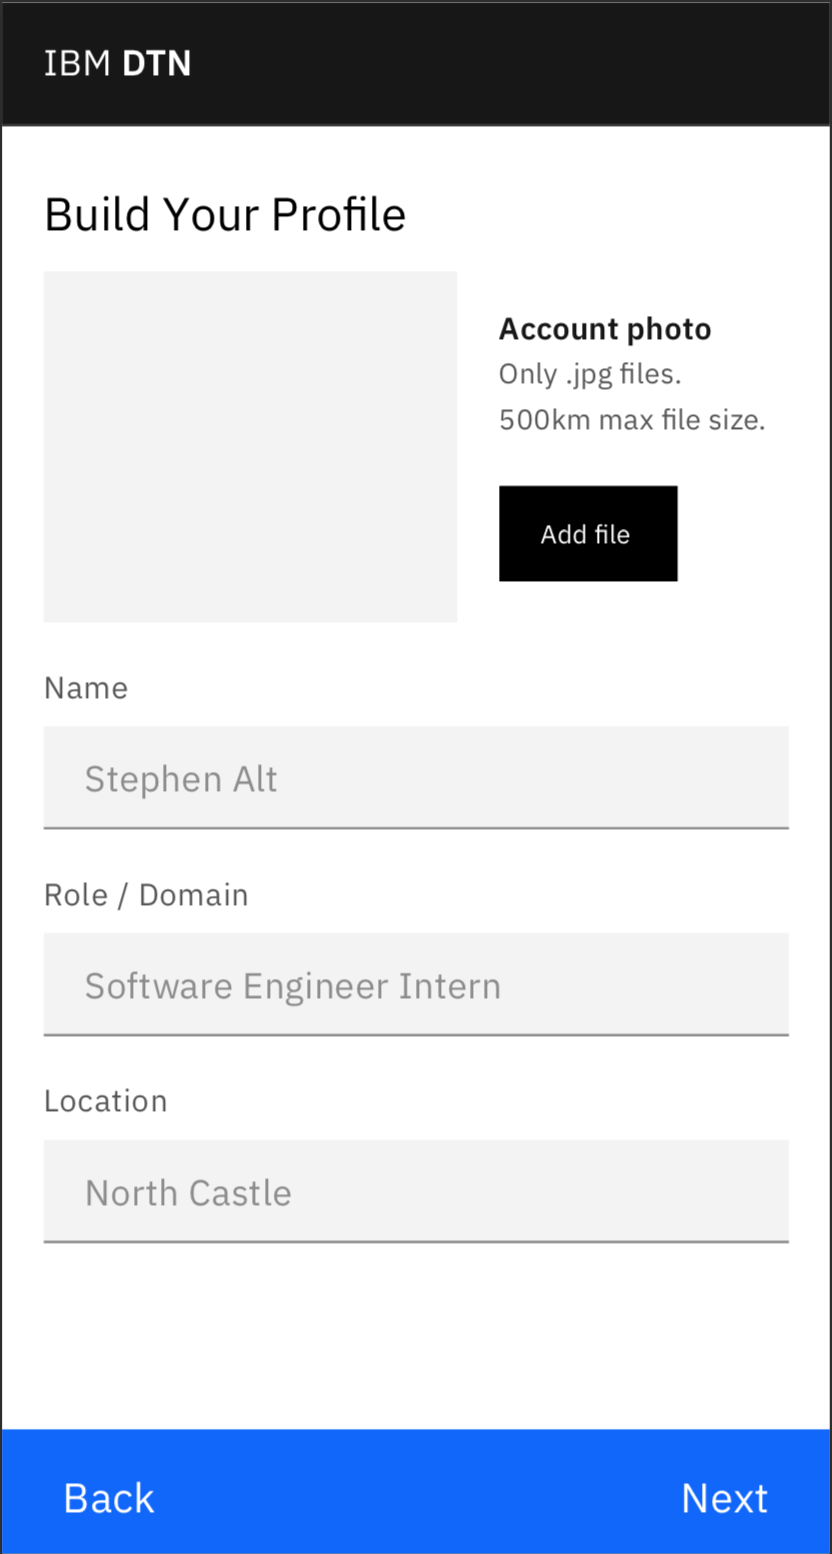 IBM DTN
Build Your Profile
Account photo
Only .jpg files.
500km max file size.
Add file
Name
Stephen Alt
Role / Domain
Software Engineer Intern
Location
North Castle
Back
Next